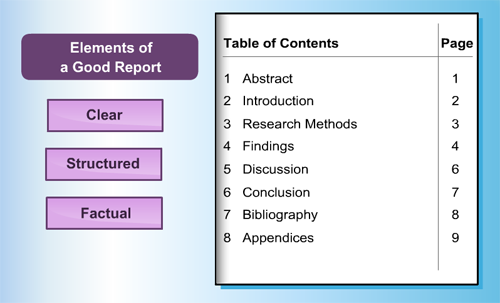 Elements of
a Good Report
Clear
Structured
Factual
Table of Contents Page
1 Abstract 1
2 Introduction 2
3 Research Methods 3
4 Findings 4
5 Discussion 6
6 Conclusion 7
7 Bibliography 8
8 Appendices 9